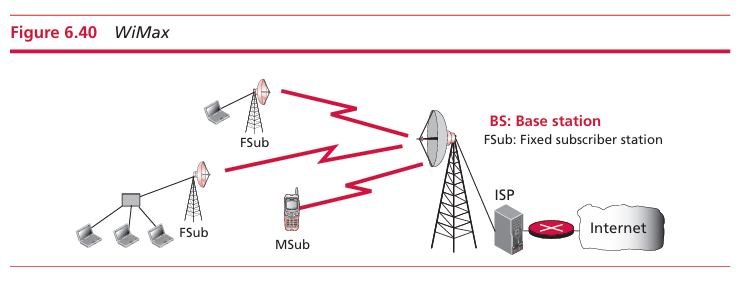 Figure 6.40 WiMax
FSub
BS: Base station
FSub: Fixed subscriber station
FSub
MSub
ISP
Internet